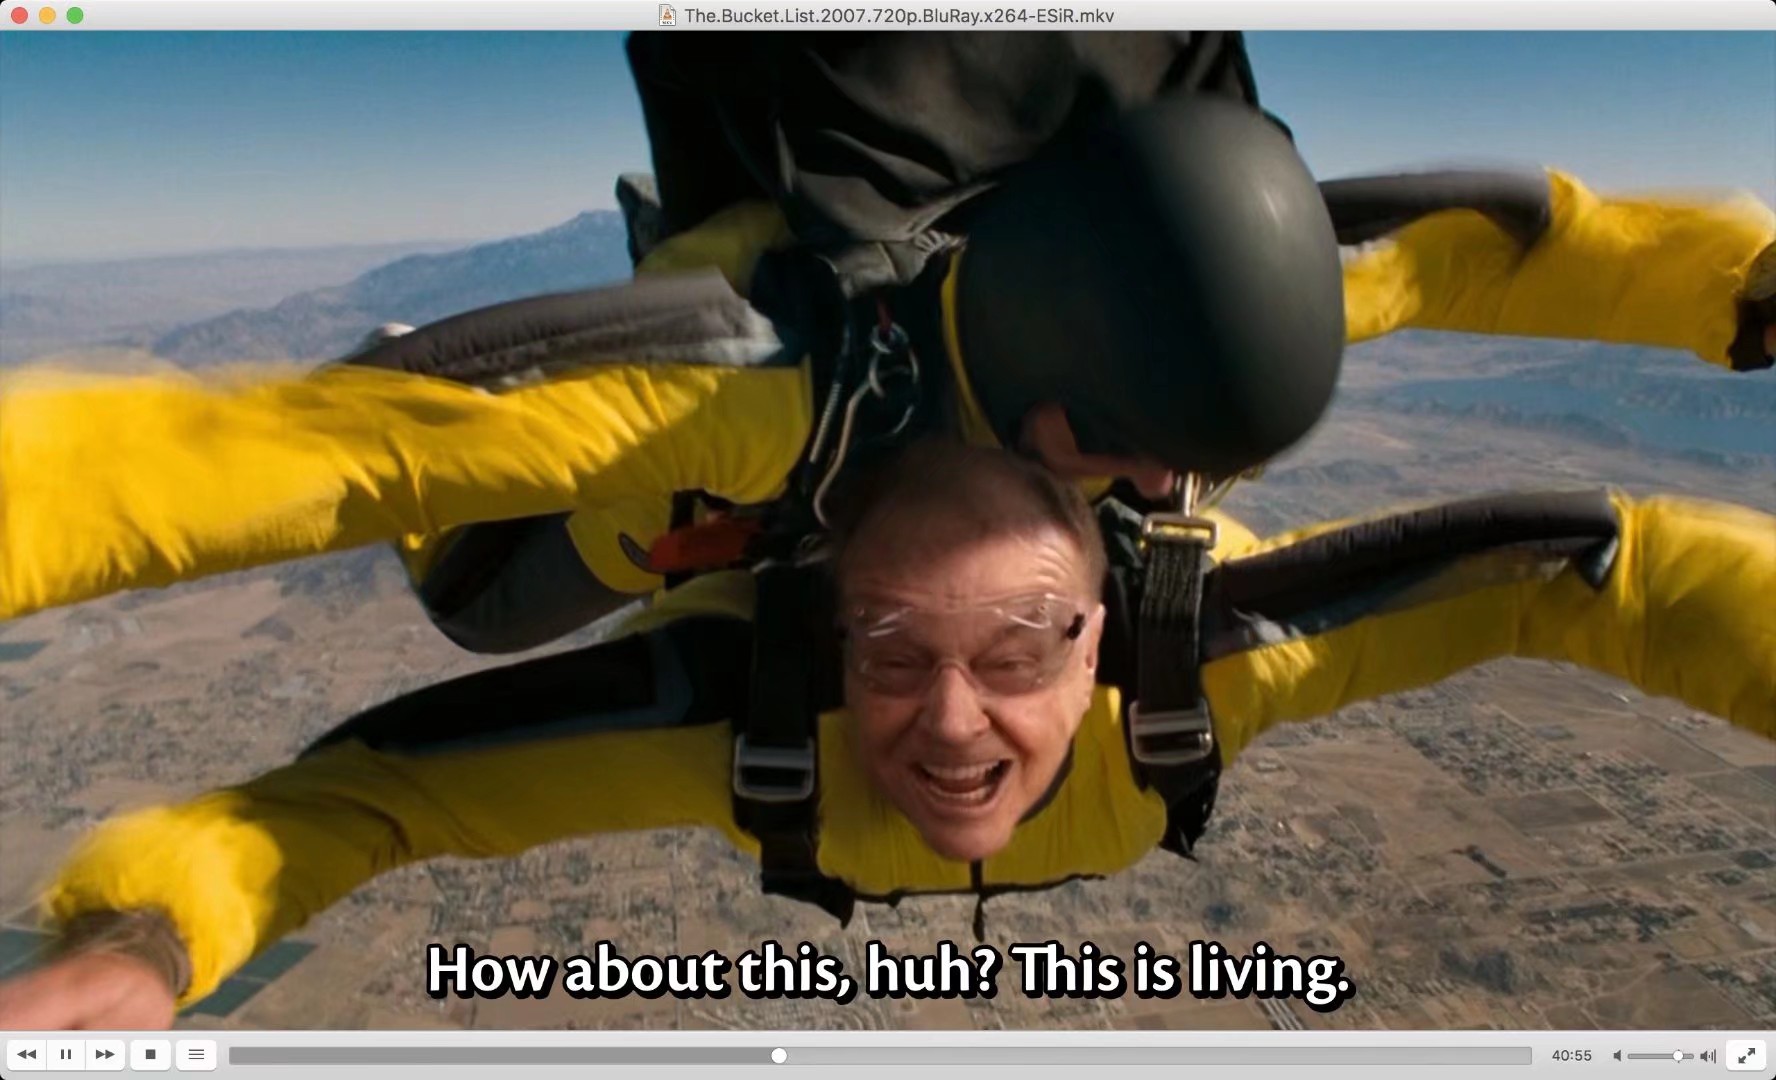 The.Bucket.List.2007.720p.BluRay.x264-ESiR.mkv
How about this, huh? This is living.
40:55